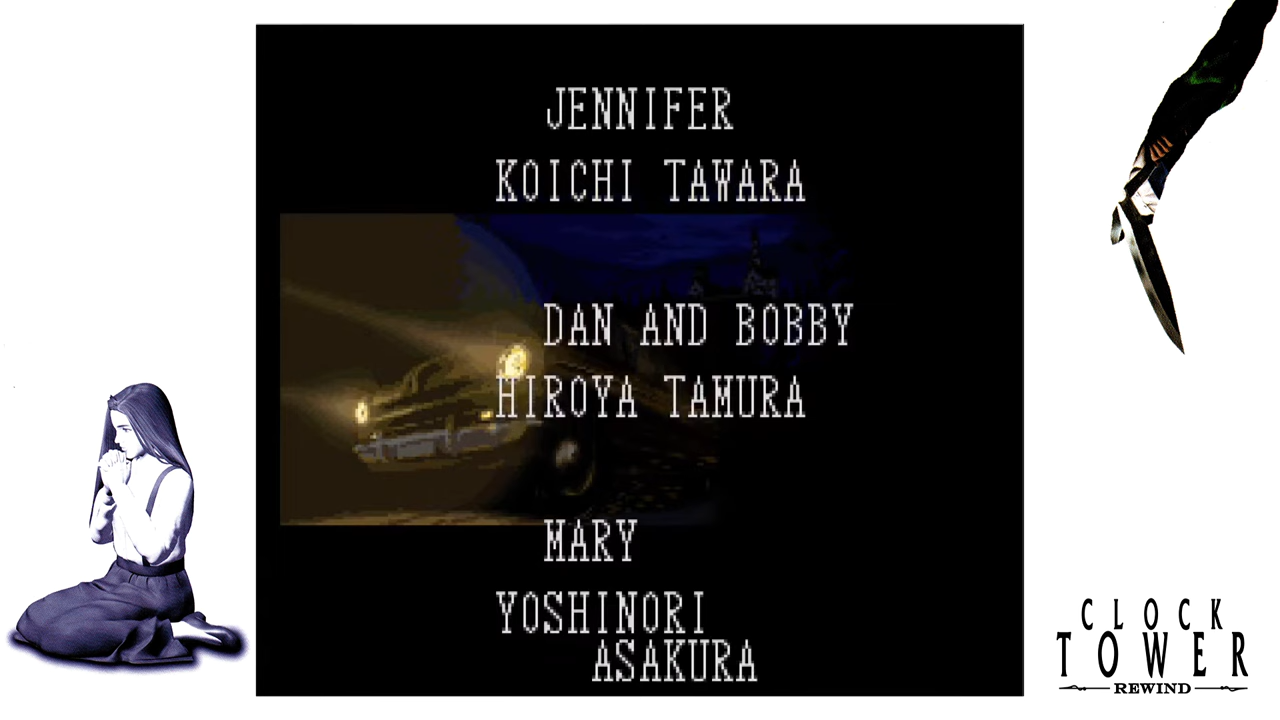 JENNIFER
KOICHI TAWARA
DAN AND BOBBY
HIROYA TAMURA
MARY
YOSHINORI
ASAKURA
CLOCK
TOWER
REWIND